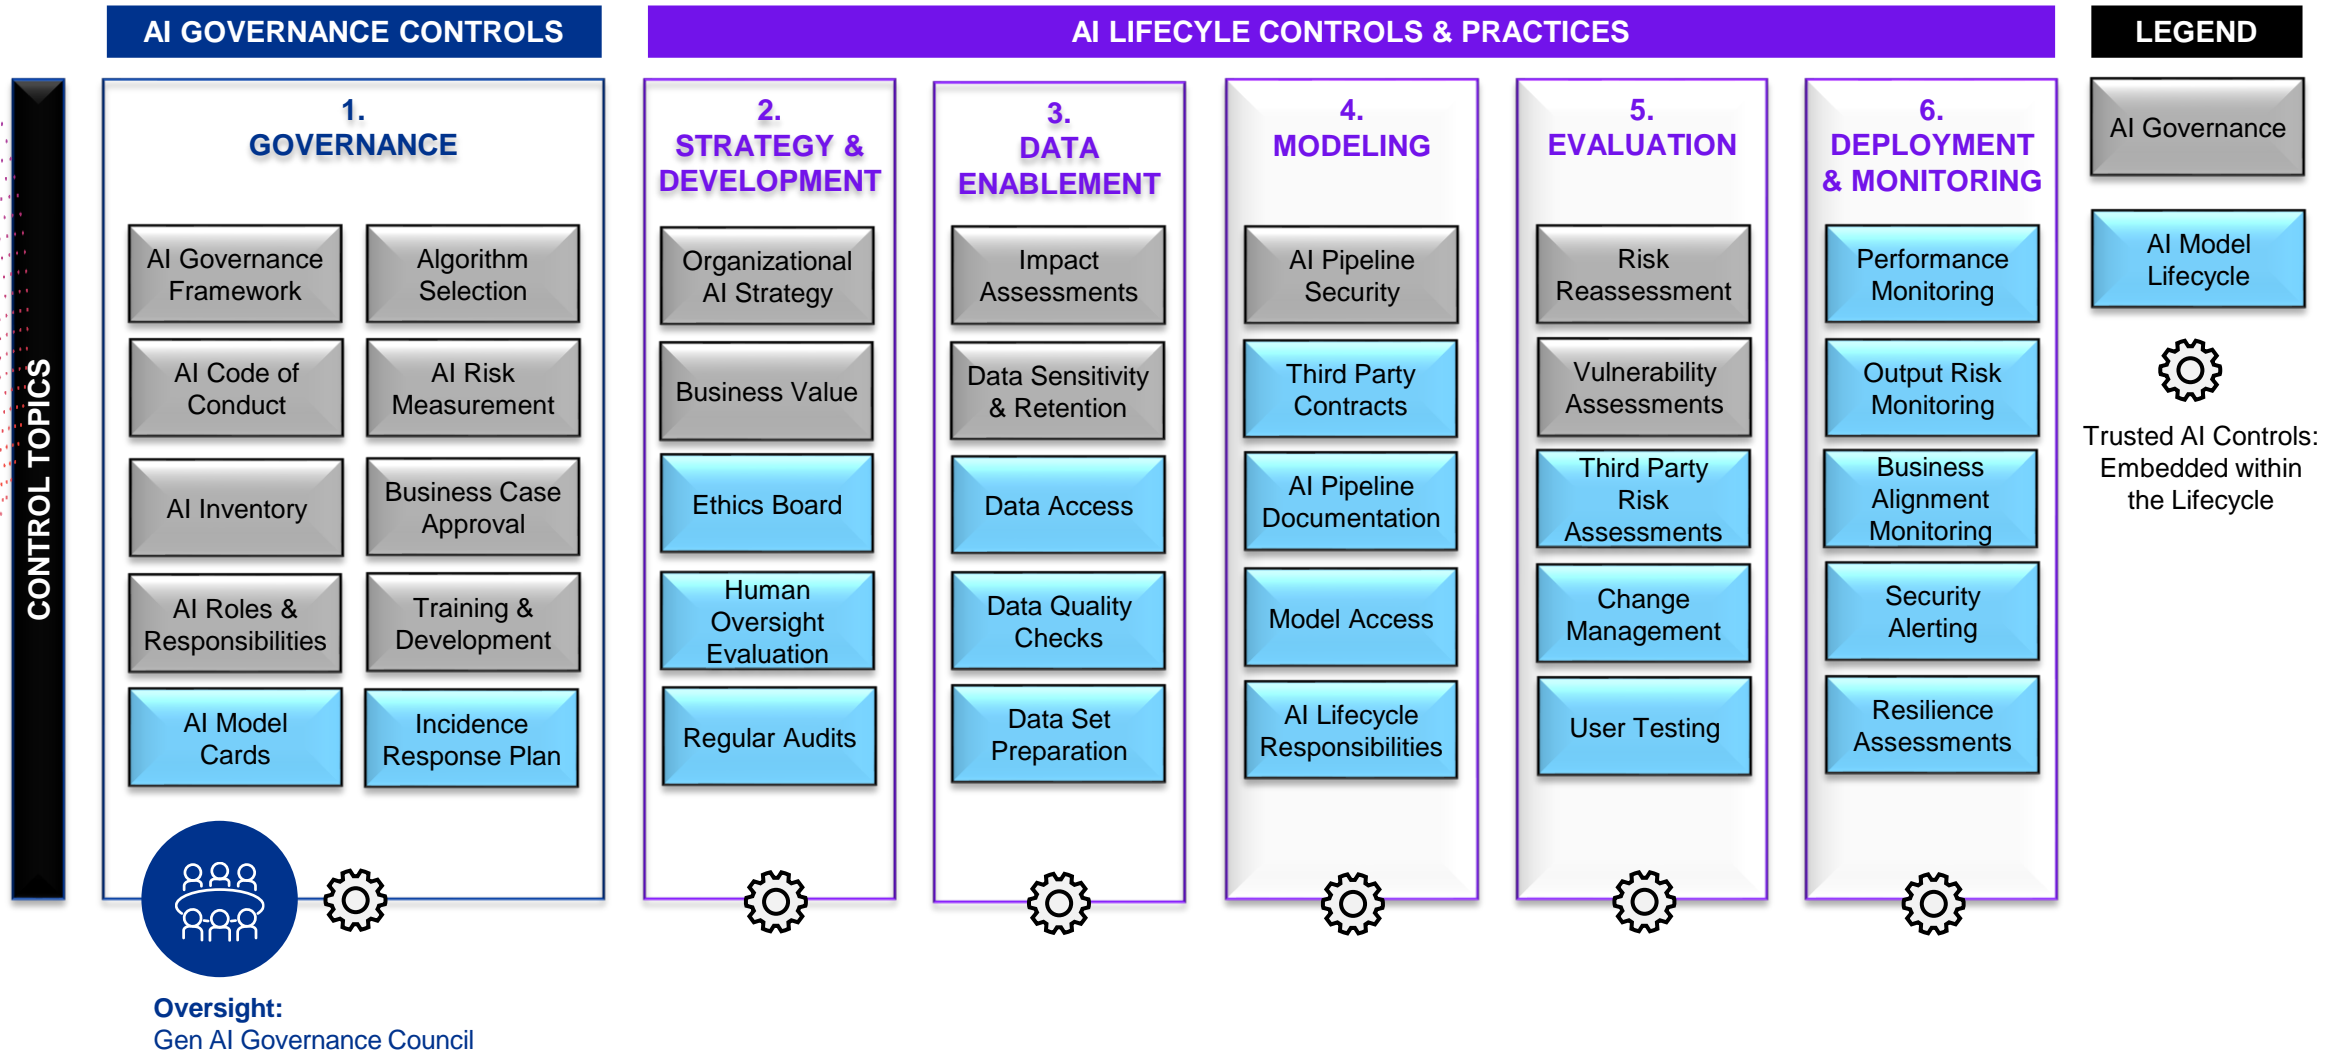 AI GOVERNANCE CONTROLS
AI LIFECYLE CONTROLS & PRACTICES
LEGEND
CONTROL TOPICS
1.
GOVERNANCE
AI Governance
Framework
Algorithm
Selection
AI Code of
Conduct
AI Risk
Measurement
AI Inventory
Business Case
Approval
AI Roles &
Responsibilities
Training &
Development
AI Model
Cards
Incidence
Response Plan
Oversight:
Gen AI Governance Council
2.
STRATEGY &
DEVELOPMENT
Organizational
AI Strategy
Business Value
Ethics Board
Human
Oversight
Evaluation
Regular Audits
3.
DATA
ENABLEMENT
Impact
Assessments
Data Sensitivity
& Retention
Data Access
Data Quality
Checks
Data Set
Preparation
4.
MODELING
AI Pipeline
Security
Third Party
Contracts
AI Pipeline
Documentation
Model Access
AI Lifecycle
Responsibilities
5.
EVALUATION
Risk
Reassessment
Vulnerability
Assessments
Third Party
Risk
Assessments
Change
Management
User Testing
6.
DEPLOYMENT
& MONITORING
Performance
Monitoring
Output Risk
Monitoring
Business
Alignment
Monitoring
Security
Alerting
Resilience
Assessments
AI Governance
AI Model
Lifecycle
Trusted AI Controls:
Embedded within
the Lifecycle